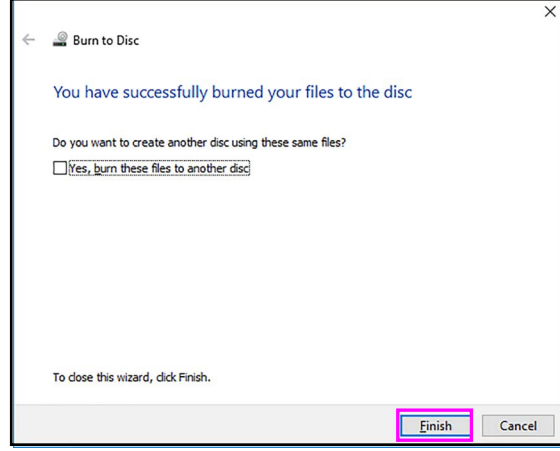 Burn to Disc
You have successfully burned your files to the disc
Do you want to create another disc using these same files?
Yes, burn these files to another disc
To close this wizard, click Finish.
Finish Cancel